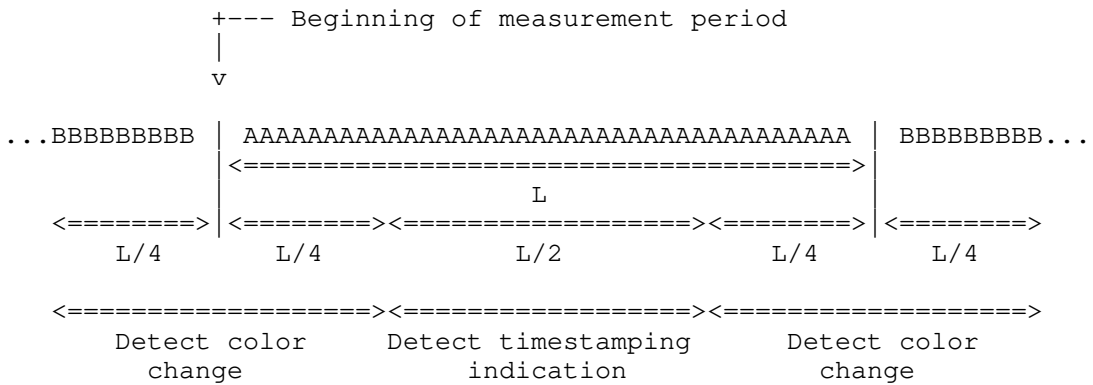 +--- Beginning of measurement period
|
v
...BBBBBBBBB | AAAAAAAAAAAAAAAAAAAAAAAAAAAAAAAAAAAAAA | BBBBBBBBB...
|<======================================>|
| L |
<========>|<========><==================><========>|<========>
L/4 L/4 L/2 L/4 L/4
<===================><==================><===================>
Detect color Detect timestamping Detect color
change indication change